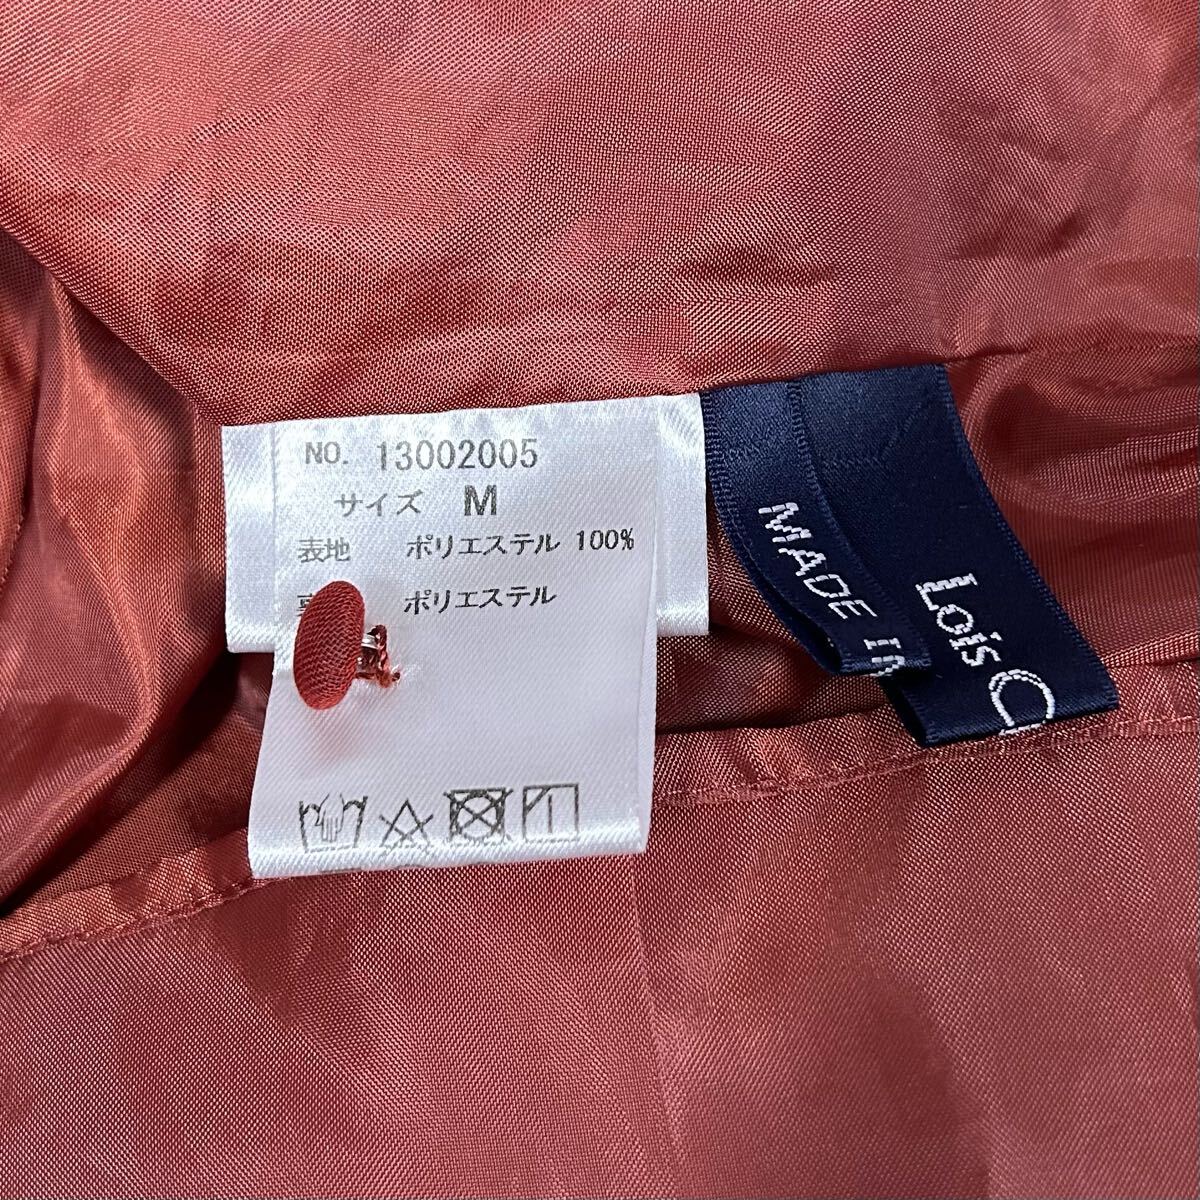 NO. 13002005
サイズ M
表地 ポリエステル 100%
ポリエステル
MADE IN
Lois